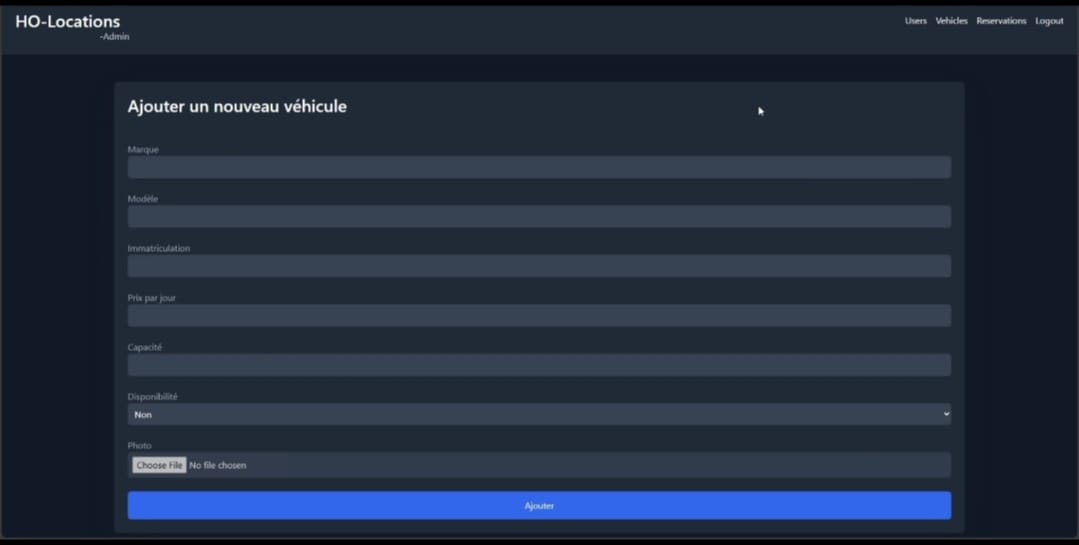 HO-Locations
-Admin
Users Vehicles Reservations Logout
Ajouter un nouveau véhicule
Marque
Modèle
Immatriculation
Prix par jour
Capacité
Disponibilité
Non
Photo
Choose File No file chosen
Ajouter